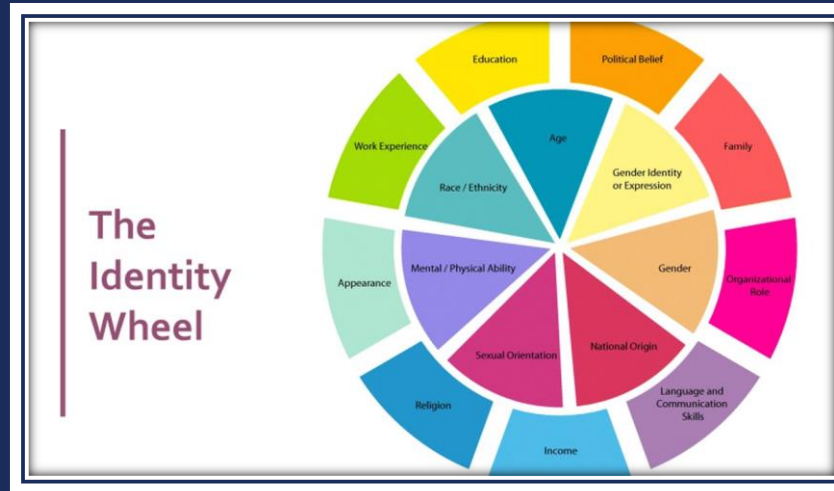 The
Identity
Wheel
Education
Political Belief
Work Experience
Age
Family
Race / Ethnicity
Gender Identity
or Expression
Appearance
Mental / Physical Ability
Gender
Organizational
Role
Sexual Orientation
National Origin
Religion
Language and
Communication
Skills
Income